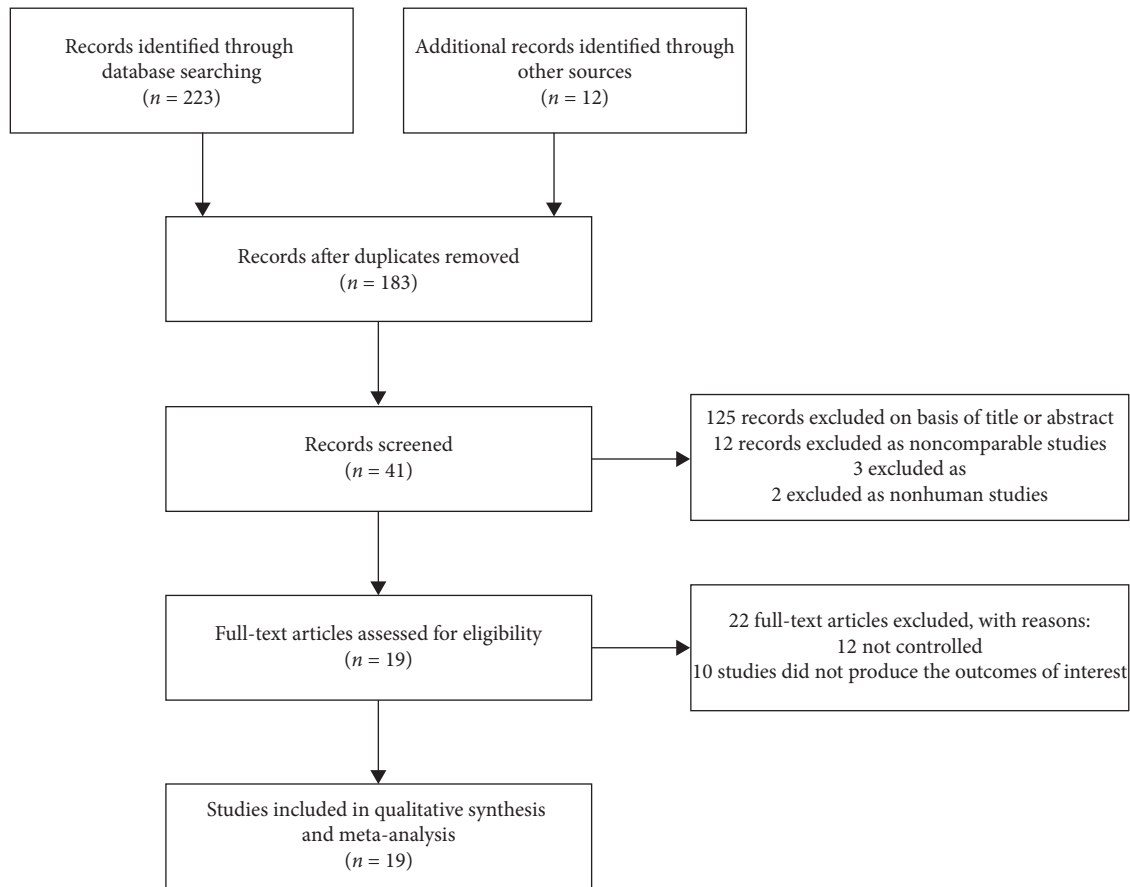 Records identified through
database searching
(n = 223)
Additional records identified through
other sources
(n = 12)
Records after duplicates removed
(n = 183)
Records screened
(n = 41)
125 records excluded on basis of title or abstract
12 records excluded as noncomparable studies
3 excluded as
2 excluded as nonhuman studies
Full-text articles assessed for eligibility
(n = 19)
22 full-text articles excluded, with reasons:
12 not controlled
10 studies did not produce the outcomes of interest
Studies included in qualitative synthesis
and meta-analysis
(n = 19)